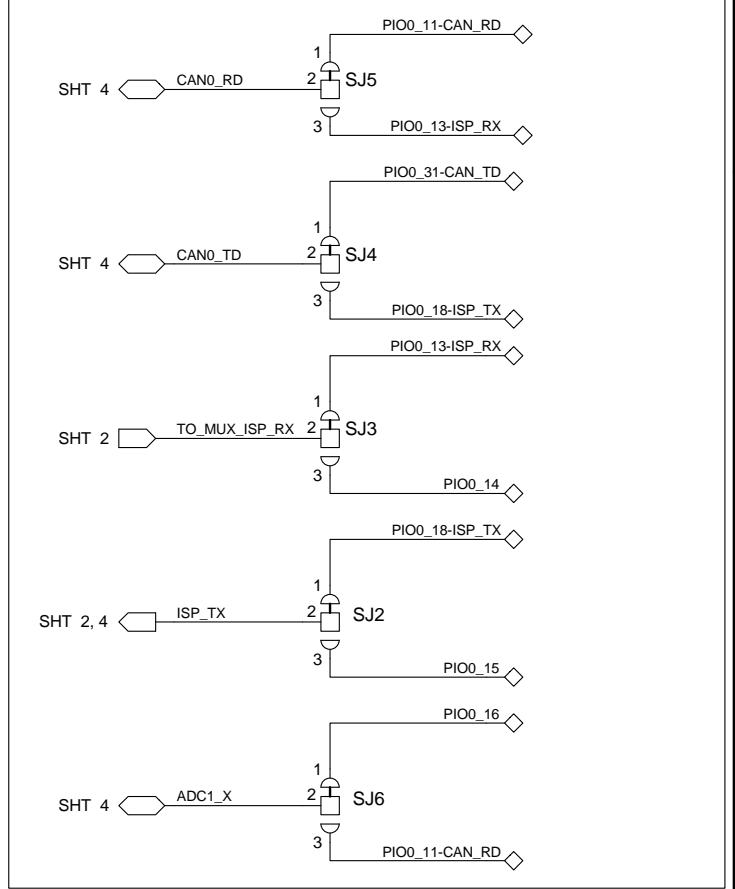 PIO0_11-CAN_RD
1
SHT 4 CAN0_RD 2 SJ5
3 PIO0_13-ISP_RX
PIO0_31-CAN_TD
1
SHT 4 CAN0_TD 2 SJ4
3
PIO0_18-ISP_TX
PIO0_13-ISP_RX
1
SHT 2 TO_MUX_ISP_RX 2 SJ3
3
PIO0_14
PIO0_18-ISP_TX
1
SHT 2, 4 ISP_TX 2 SJ2
3
PIO0_15
PIO0_16
1
SHT 4 ADC1_X 2 SJ6
3
PIO0_11-CAN_RD